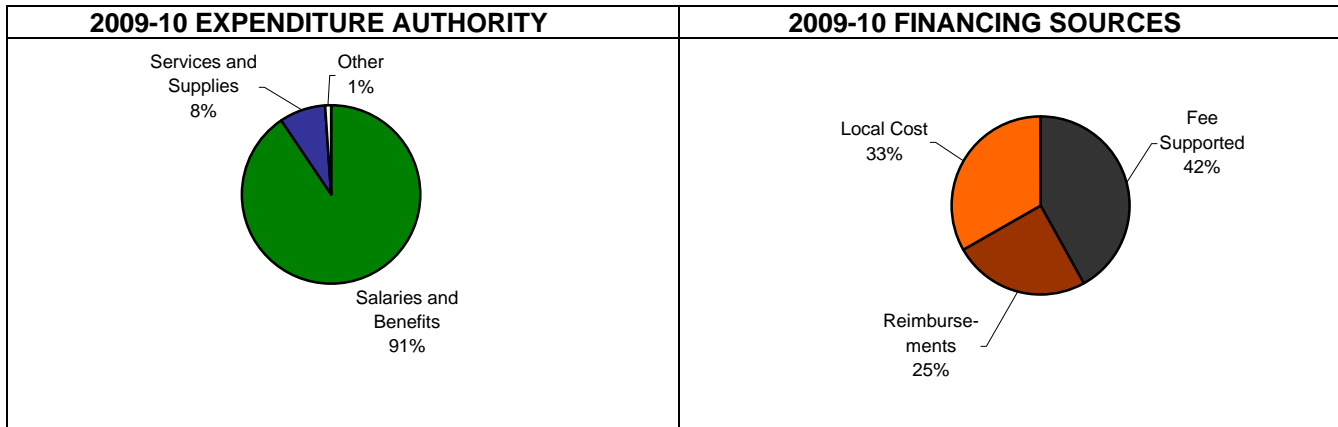 2009-10 EXPENDITURE AUTHORITY
Services and
Supplies
8%
Other
1%
Salaries and
Benefits
91%
2009-10 FINANCING SOURCES
Local Cost
33%
Fee
Supported
42%
Reimburse-
ments
25%